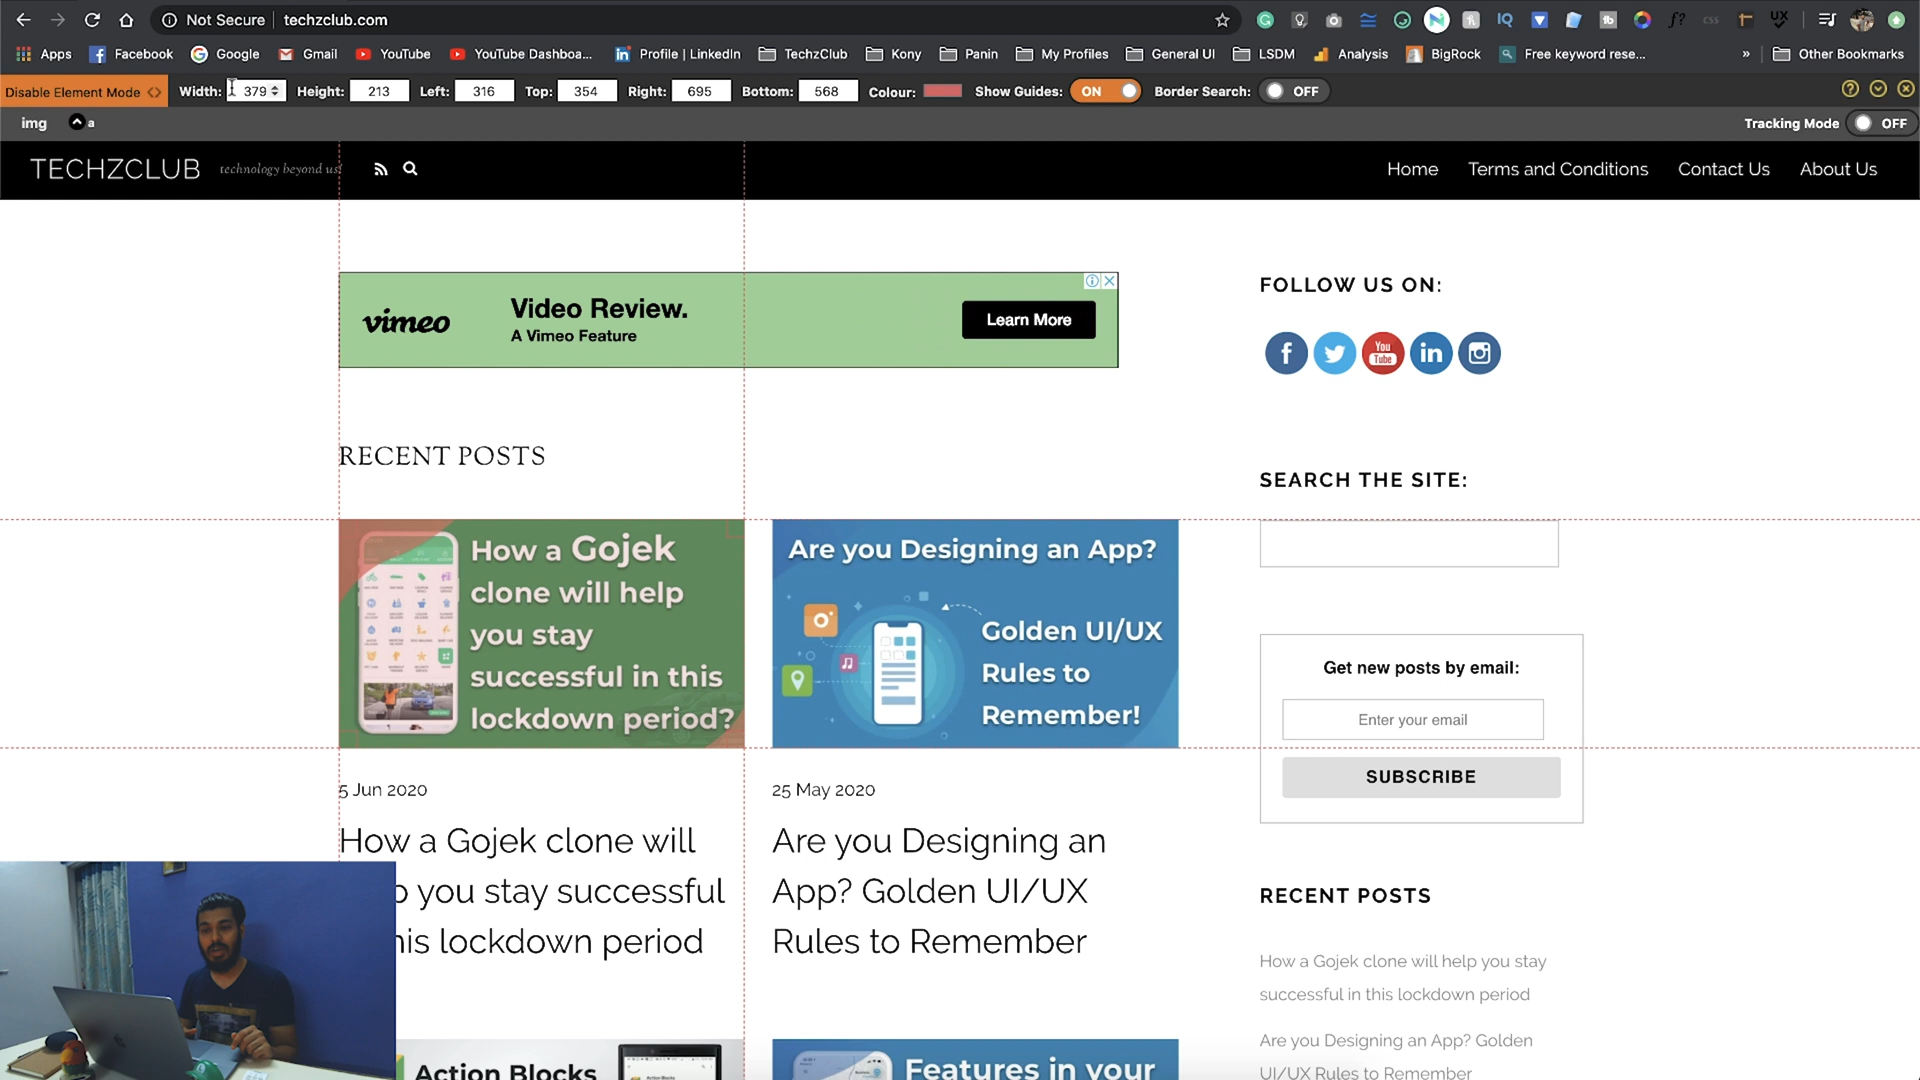 Not Secure techzclub.com
Apps Facebook Google Gmail YouTube YouTube Dashboa... Profile | LinkedIn TechzClub Kony Panin My Profiles General UI LSDM Analysis BigRock Free keyword rese... » Other Bookmarks
Disable Element Mode <> Width: 379 Height: 213 Left: 316 Top: 354 Right: 695 Bottom: 568 Colour: Show Guides: ON Border Search: OFF
img a Tracking Mode OFF
TECHZCLUB technology beyond us! Home Terms and Conditions Contact Us About Us
vimeo
Video Review.
A Vimeo Feature
Learn More
RECENT POSTS
How a Gojek
clone will help
you stay
successful in this
lockdown period?
Are you Designing an App?
Golden UI/UX
Rules to
Remember!
5 Jun 2020
How a Gojek clone will
p you stay successful
his lockdown period
25 May 2020
Are you Designing an
App? Golden UI/UX
Rules to Remember
Action Blocks
Features in your
FOLLOW US ON:
You
Tube
in
SEARCH THE SITE:
Get new posts by email:
Enter your email
SUBSCRIBE
RECENT POSTS
How a Gojek clone will help you stay
successful in this lockdown period
Are you Designing an App? Golden
UI/UX Rules to Remember